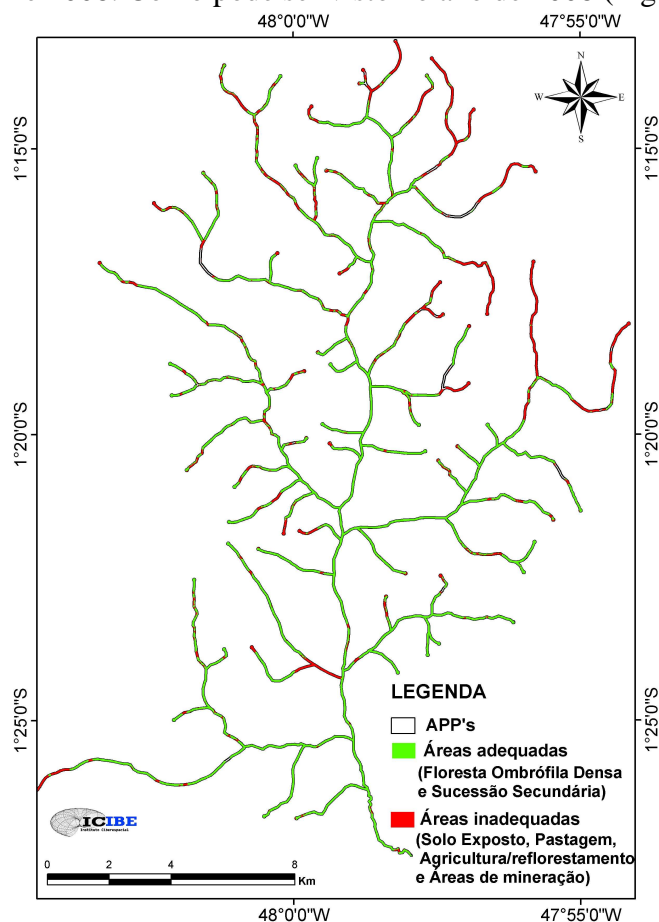 48°0'0"W 47°55'0"W
N
W E
S
1°15'0"S 1°15'0"S
1°20'0"S 1°20'0"S
1°25'0"S 1°25'0"S
LEGENDA
APP's
Áreas adequadas
(Floresta Ombrófila Densa
e Sucessão Secundária)
Áreas inadequadas
(Solo Exposto, Pastagem,
Agricultura/reflorestamento
e Áreas de mineração)
ICIBE
Instituto Ciberespacial
0 2 4 8
Km
48°0'0"W 47°55'0"W